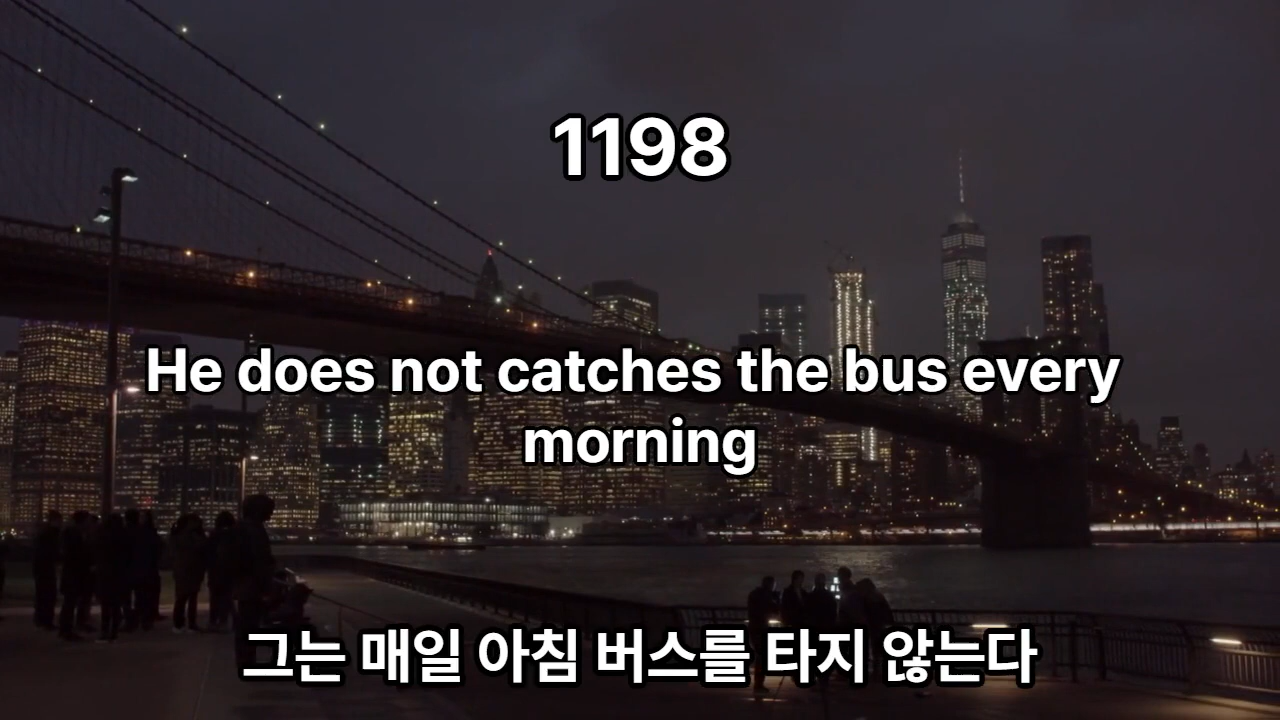 1198
He does not catches the bus every
morning
그는 매일 아침 버스를 타지 않는다